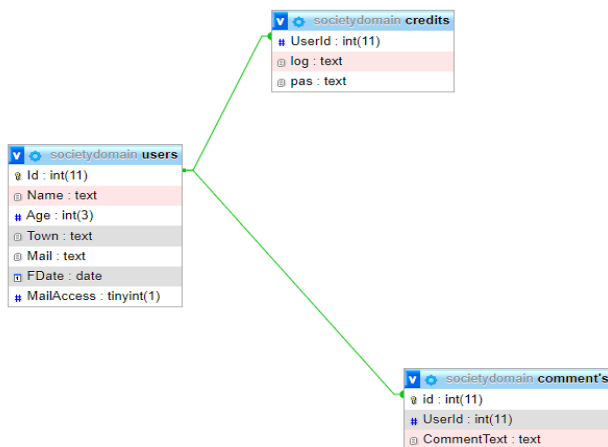 societydomain credits
UserId : int(11)
log : text
pas : text
societydomain users
Id : int(11)
Name : text
Age : int(3)
Town : text
Mail : text
FDate : date
MailAccess : tinyint(1)
societydomain comment's
id : int(11)
UserId : int(11)
CommentText : text